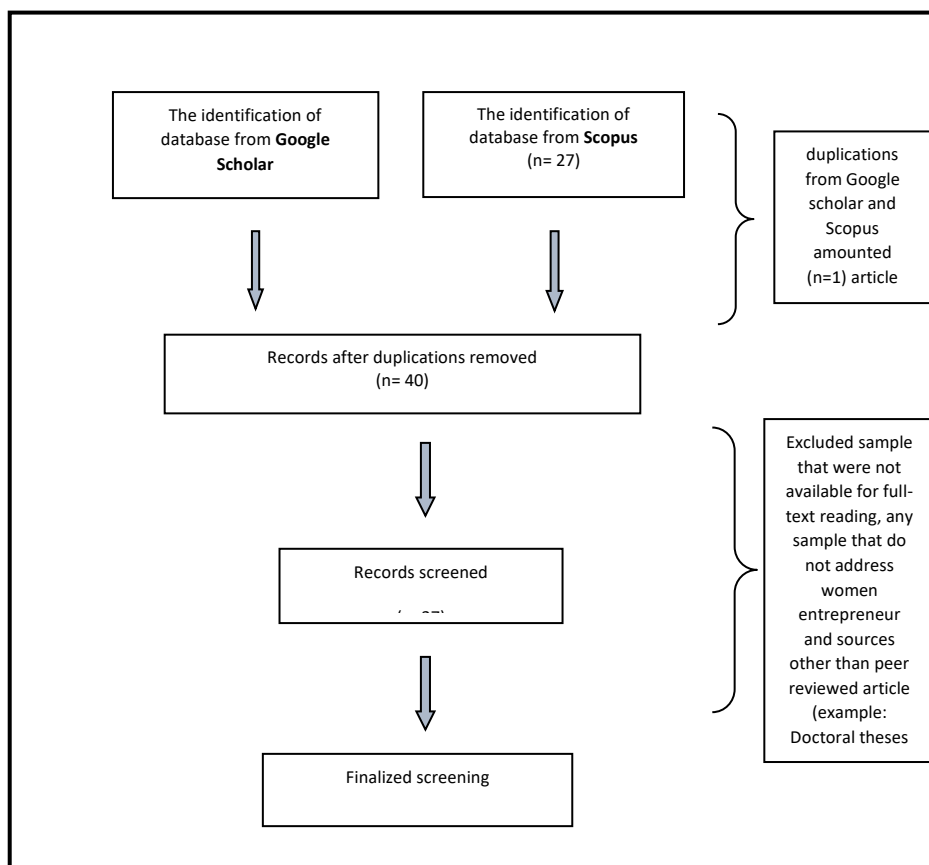 The identification of
database from Google
Scholar
The identification of
database from Scopus
(n= 27)
duplications
from Google
scholar and
Scopus
amounted
(n=1) article
Records after duplications removed
(n= 40)
Excluded sample
that were not
available for full-
text reading, any
sample that do
not address
women
entrepreneur
and sources
other than peer
reviewed article
(example:
Doctoral theses
Records screened
Finalized screening